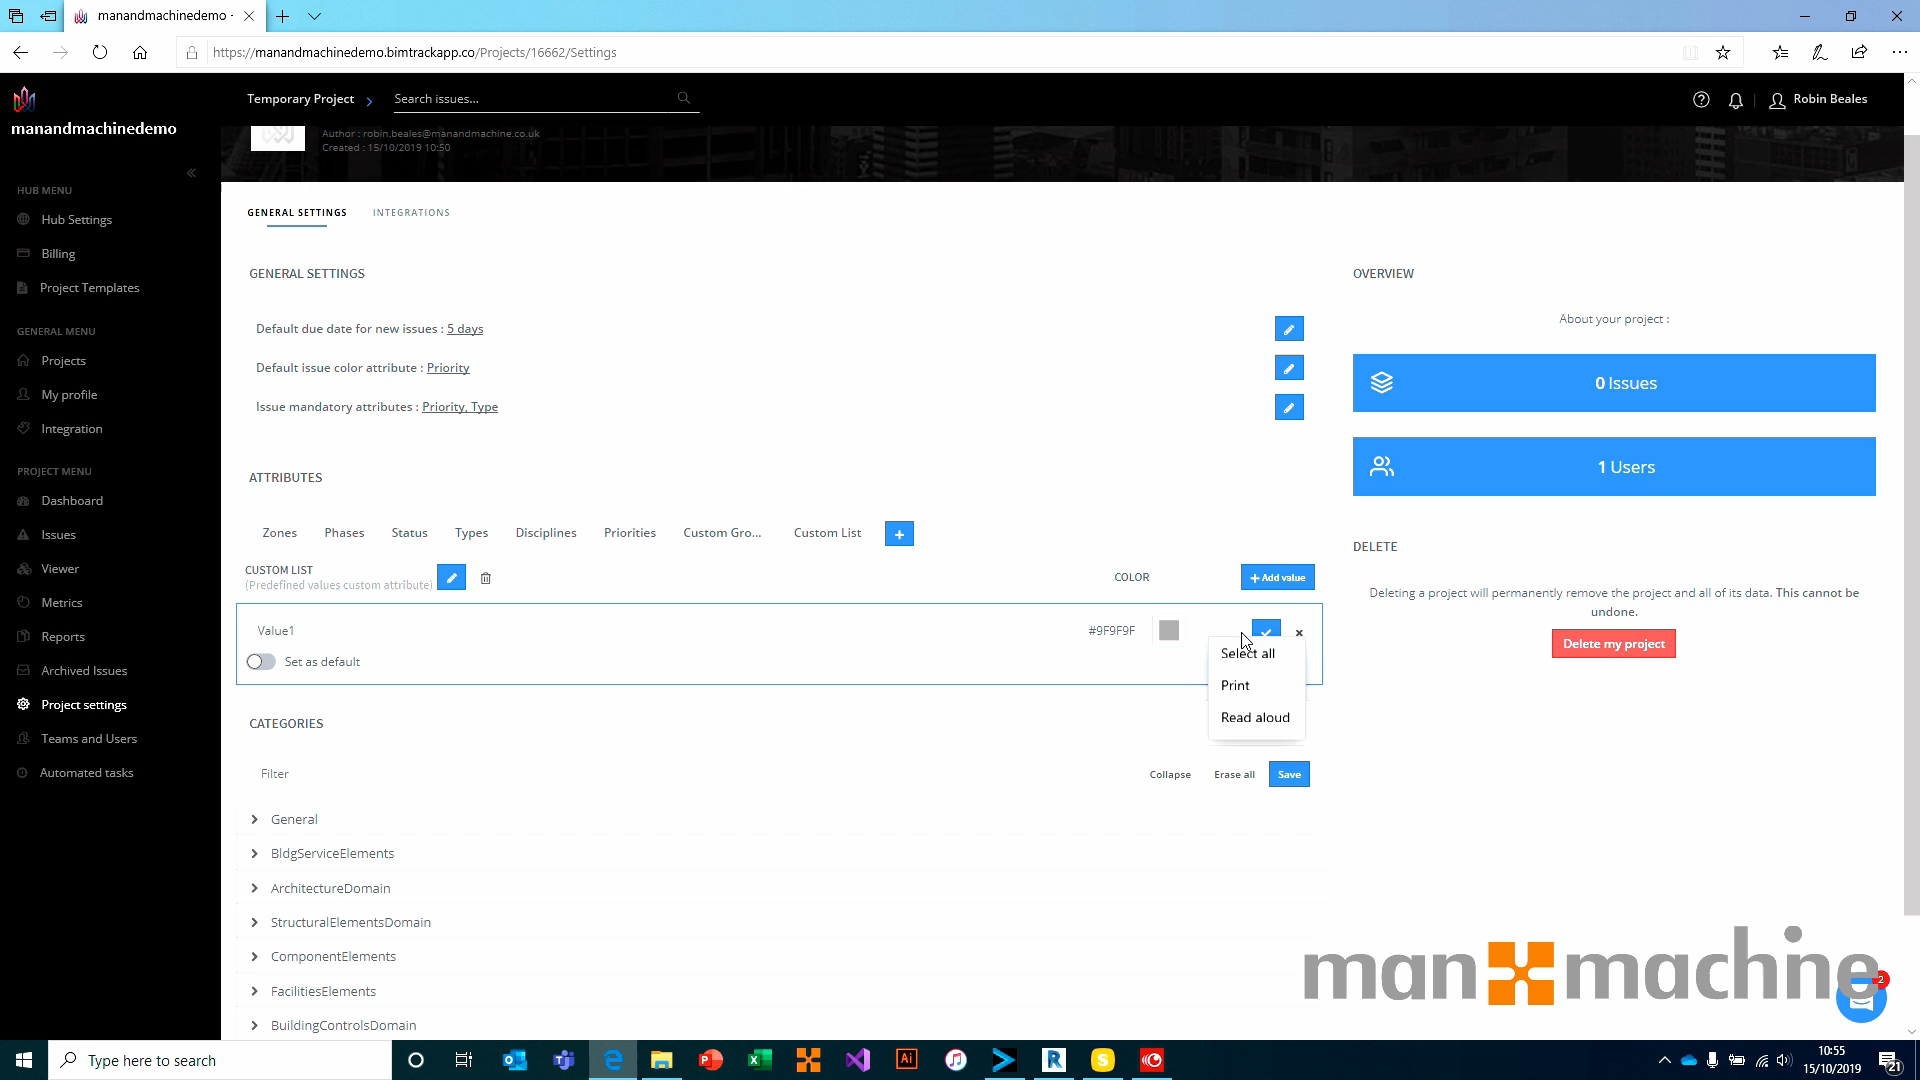 manandmachinedemo -
https://manandmachinedemo.bimtrackapp.co/Projects/16662/Settings
manandmachinedemo
Temporary Project
Search issues...
Robin Beales
Author : robin.beales@manandmachine.co.uk
Created : 15/10/2019 10:50
HUB MENU
Hub Settings
Billing
Project Templates
GENERAL MENU
Projects
My profile
Integration
PROJECT MENU
Dashboard
Issues
Viewer
Metrics
Reports
Archived Issues
Project settings
Teams and Users
Automated tasks
GENERAL SETTINGS
INTEGRATIONS
GENERAL SETTINGS
Default due date for new issues : 5 days
Default issue color attribute : Priority
Issue mandatory attributes : Priority, Type
ATTRIBUTES
Zones
Phases
Status
Types
Disciplines
Priorities
Custom Gro...
Custom List
+
CUSTOM LIST
(Predefined values custom attribute)
COLOR
+ Add value
Value1
#9F9F9F
Set as default
Select all
Print
Read aloud
CATEGORIES
Filter
Collapse
Erase all
Save
General
BldgServiceElements
ArchitectureDomain
StructuralElementsDomain
ComponentElements
FacilitiesElements
BuildingControlsDomain
OVERVIEW
About your project :
0 Issues
1 Users
DELETE
Deleting a project will permanently remove the project and all of its data. This cannot be
undone.
Delete my project
man machine
2
Type here to search
10:55
15/10/2019
21